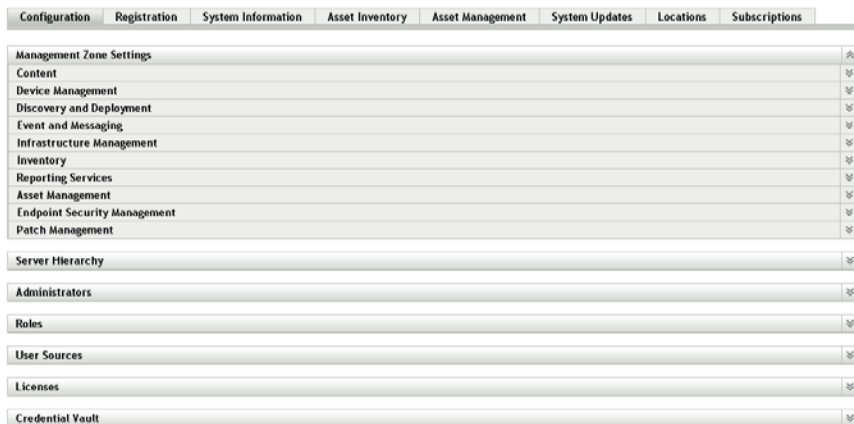 Configuration Registration System Information Asset Inventory Asset Management System Updates Locations Subscriptions
Management Zone Settings
Content
Device Management
Discovery and Deployment
Event and Messaging
Infrastructure Management
Inventory
Reporting Services
Asset Management
Endpoint Security Management
Patch Management
Server Hierarchy
Administrators
Roles
User Sources
Licenses
Credential Vault